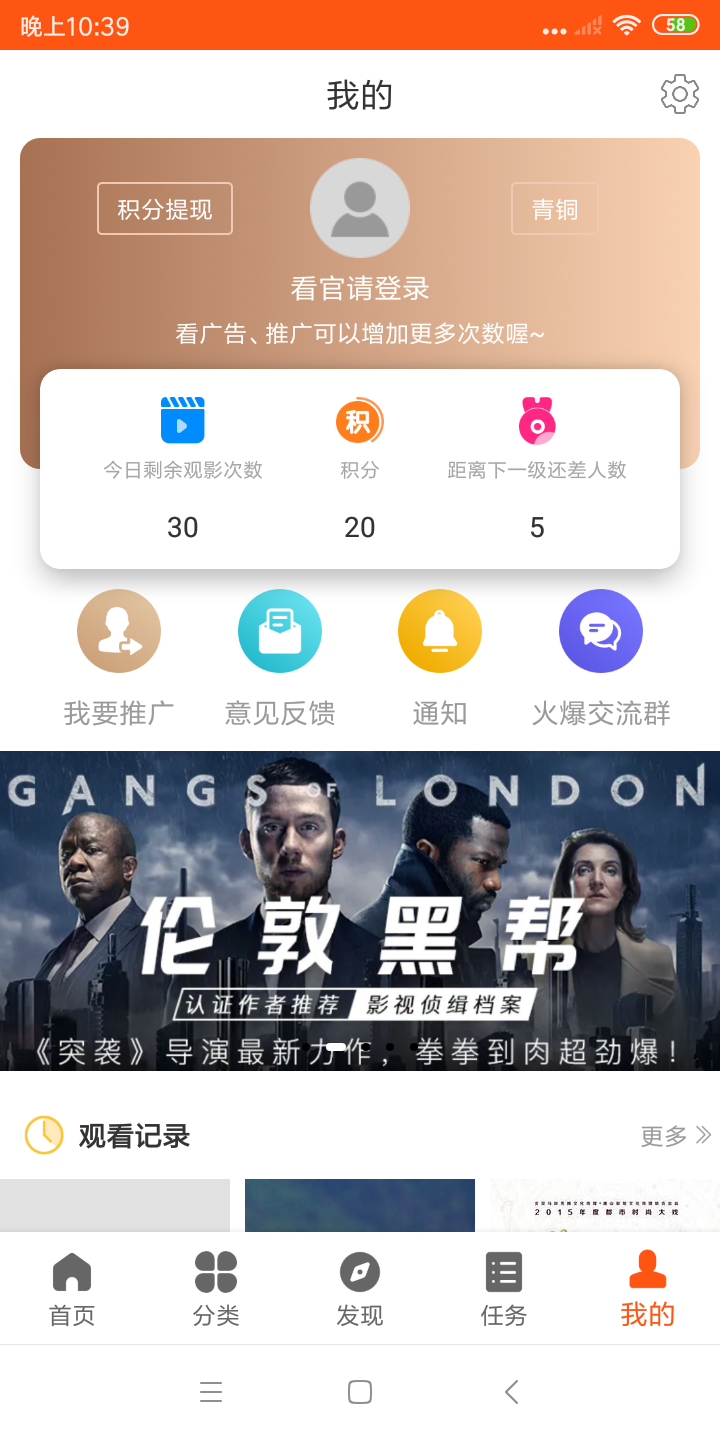 晚上10:39
58
我的
积分提现
青铜
看官请登录
看广告、推广可以增加更多次数喔~
积
今日剩余观影次数
积分
距离下一级还差人数
30
20
5
我要推广
意见反馈
通知
火爆交流群
GANGS OF LONDON
伦敦黑帮
认证作者推荐 影视侦缉档案
《突袭》导演最新力作，拳拳到肉超劲爆！
观看记录
更多
2015年度都市时尚大戏
首页
分类
发现
任务
我的